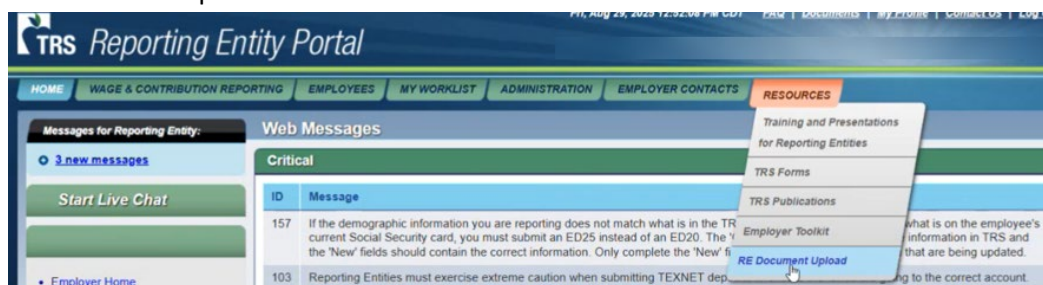 Fri, Aug 29, 2025 12:52:08 PM CDT FAQ | Documents | My Profile | Contact Us | Log
TRS Reporting Entity Portal
HOME WAGE & CONTRIBUTION REPORTING EMPLOYEES MY WORKLIST ADMINISTRATION EMPLOYER CONTACTS RESOURCES
Messages for Reporting Entity:
3 new messages
Start Live Chat
Employer Home
Web Messages
Critical
ID Message
157 If the demographic information you are reporting does not match what is in the TR what is on the employee's
current Social Security card, you must submit an ED25 instead of an ED20. The information in TRS and
the 'New' fields should contain the correct information. Only complete the 'New' that are being updated.
103 Reporting Entities must exercise extreme caution when submitting TEXNET dep going to the correct account.
Training and Presentations
for Reporting Entities
TRS Forms
TRS Publications
Employer Toolkit
RE Document Upload